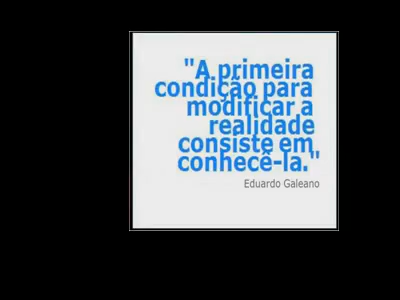 "A primeira
condição para
modificar a
realidade
consiste em
conhecê-la."
Eduardo Galeano